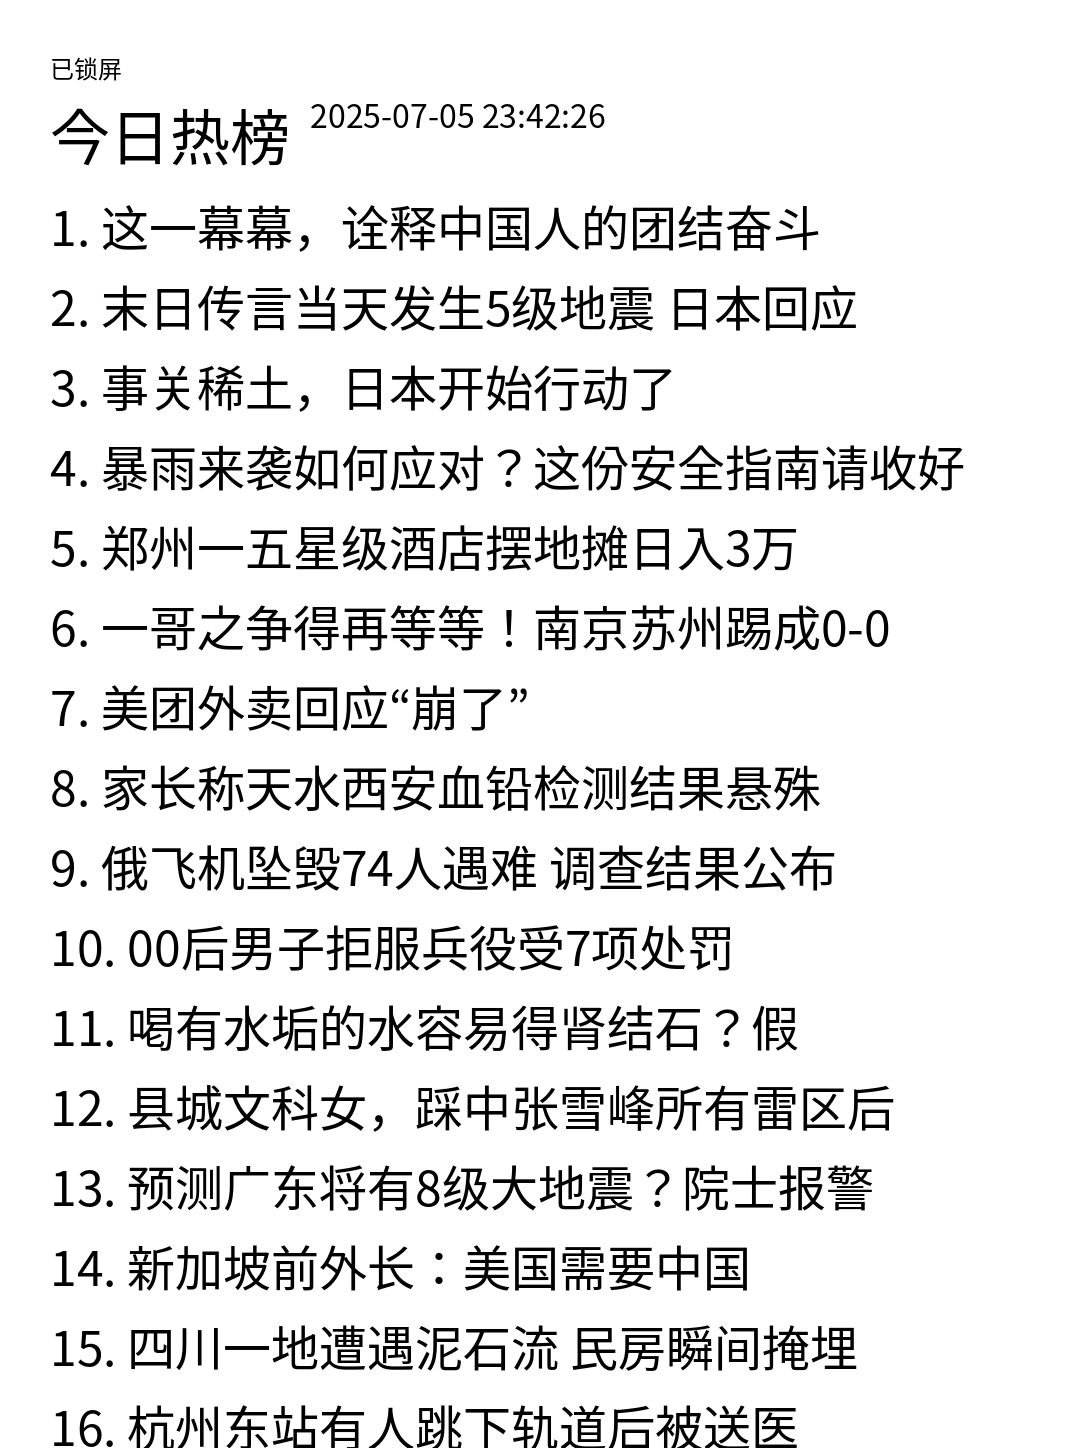 已锁屏
今日热榜 2025-07-05 23:42:26
1. 这一幕幕，诠释中国人的团结奋斗
2. 末日传言当天发生5级地震 日本回应
3. 事关稀土，日本开始行动了
4. 暴雨来袭如何应对？这份安全指南请收好
5. 郑州一五星级酒店摆地摊日入3万
6. 一哥之争得再等等！南京苏州踢成0-0
7. 美团外卖回应“崩了”
8. 家长称天水西安血铅检测结果悬殊
9. 俄飞机坠毁74人遇难 调查结果公布
10. 00后男子拒服兵役受7项处罚
11. 喝有水垢的水容易得肾结石？假
12. 县城文科女，踩中张雪峰所有雷区后
13. 预测广东将有8级大地震？院士报警
14. 新加坡前外长：美国需要中国
15. 四川一地遭遇泥石流 民房瞬间掩埋
16. 杭州东站有人跳下轨道后被送医